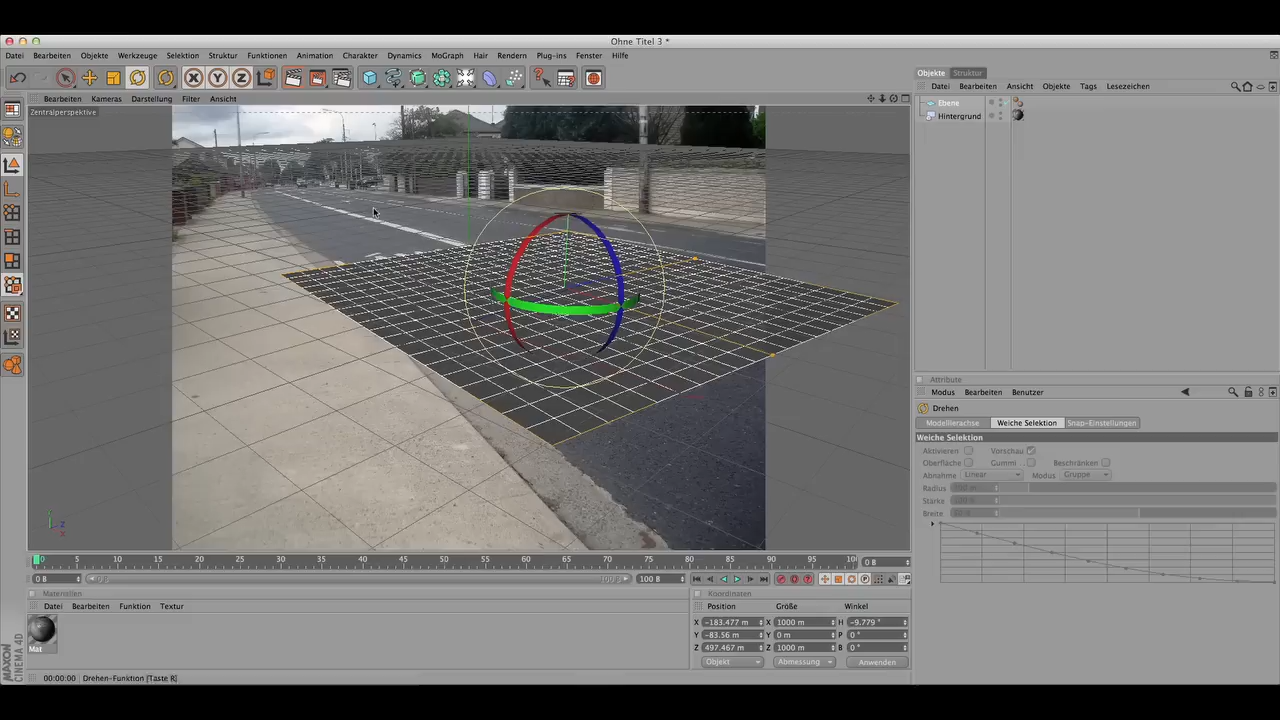 Ohne Titel 3 *
Datei Bearbeiten Objekte Werkzeuge Selektion Struktur Funktionen Animation Charakter Dynamics MoGraph Hair Rendern Plug-ins Fenster Hilfe
Objekte Struktur
Datei Bearbeiten Ansicht Objekte Tags Lesezeichen
Bearbeiten Kameras Darstellung Filter Ansicht
Zentralperspektive
Ebene
Hintergrund
Attribute
Modus Bearbeiten Benutzer
Drehen
Modellierachse Weiche Selektion Snap-Einstellungen
Weiche Selektion
Aktivieren Vorschau
Oberfläche Gummi Beschränken
Abnahme Linear Modus Gruppe
Radius
Stärke
Breite
Z
X
0 5 10 15 20 25 30 35 40 45 50 55 60 65 70 75 80 85 90 95 100 0 B
0 B 100 B 100 B
Materialien
Datei Bearbeiten Funktion Textur
Mat
Koordinaten
Position Größe Winkel
X -183.477 m X 1000 m H -9.779 °
Y -83.56 m Y 0 m P 0 °
Z 497.467 m Z 1000 m B 0 °
Objekt Abmessung Anwenden
MAXON
CINEMA 4D
00:00:00 Drehen-Funktion [Taste R]